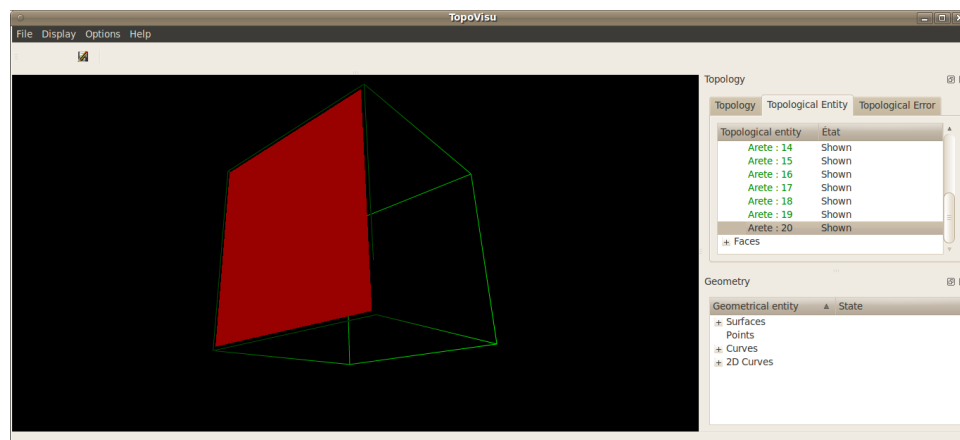 TopoVisu
File Display Options Help
Topology
Topology Topological Entity Topological Error
Topological entity État
Arete : 14 Shown
Arete : 15 Shown
Arete : 16 Shown
Arete : 17 Shown
Arete : 18 Shown
Arete : 19 Shown
Arete : 20 Shown
Faces
Geometry
Geometrical entity State
Surfaces
Points
Curves
2D Curves